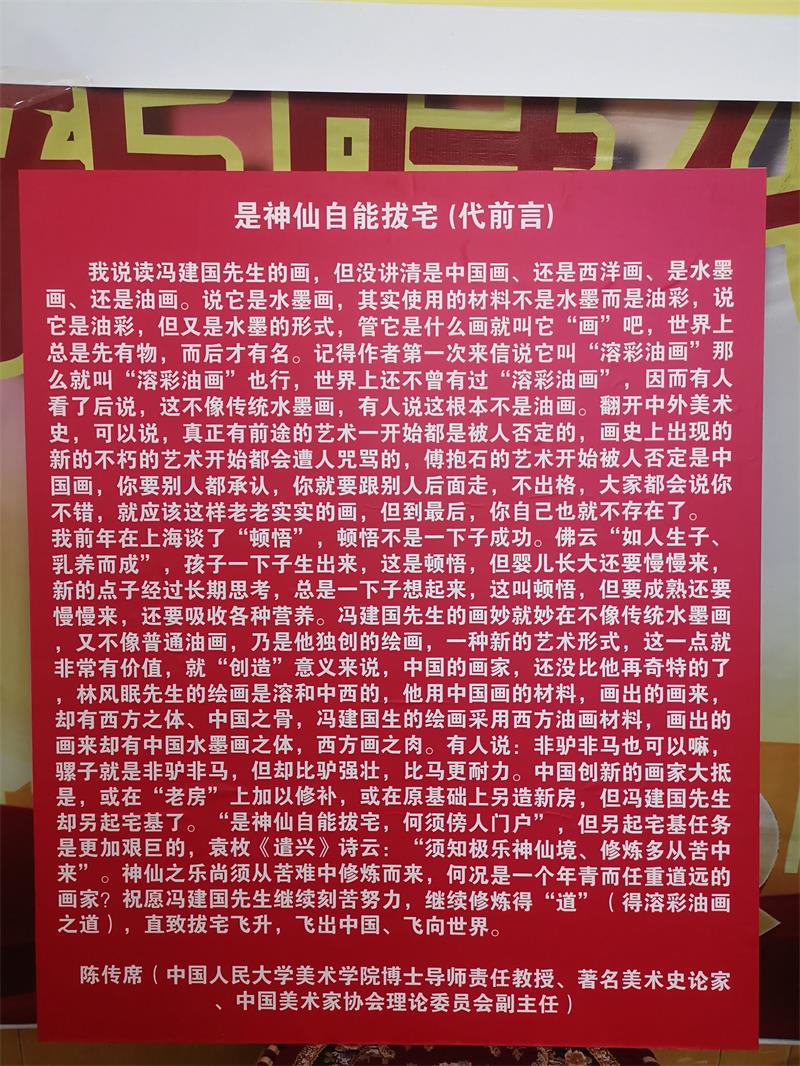 是神仙自能拔宅(代前言)
我说读冯建国先生的画，但没讲清是中国画、还是西洋画、是水墨
画、还是油画。说它是水墨画，其实使用的材料不是水墨而是油彩，说
它是油彩，但又是水墨的形式，管它是什么画就叫它“画”吧，世界上
总是先有物，而后才有名。记得作者第一次来信说它叫“溶彩油画”那
么就叫“溶彩油画”也行，世界上还不曾有过“溶彩油画”，因而有人
看了后说，这不像传统水墨画，有人说这根本不是油画。翻开中外美术
史，可以说，真正有前途的艺术一开始都是被人否定的，画史上出现的
新的不朽的艺术开始都会遭人咒骂的，傅抱石的艺术开始被人否定是中
国画，你要别人都承认，你就要跟别人后面走，不出格，大家都会说你
不错，就应该这样老老实实的画，但到最后，你自己也就不存在了。
我前年在上海谈了“顿悟”，顿悟不是一下子成功。佛云“如人生子、
乳养而成”，孩子一下子生出来，这是顿悟，但婴儿长大还要慢慢来，
新的点子经过长期思考，总是一下子想起来，这叫顿悟，但要成熟还要
慢慢来，还要吸收各种营养。冯建国先生的画妙就妙在不像传统水墨画
，又不像普通油画，乃是他独创的绘画，一种新的艺术形式，这一点就
非常有价值，就“创造”意义来说，中国的画家，还没比他再奇特的了
，林风眠先生的绘画是溶和中西的，他用中国画的材料，画出的画来，
却有西方之体、中国之骨，冯建国生的绘画采用西方油画材料，画出的
画来却有中国水墨画之体，西方画之肉。有人说：非驴非马也可以嘛，
骡子就是非驴非马，但却比驴强壮，比马更耐力。中国创新的画家大抵
是，或在“老房”上加以修补，或在原基础上另造新房，但冯建国先生
却另起宅基了。“是神仙自能拔宅，何须傍人门户”，但另起宅基任务
是更加艰巨的，袁枚《遣兴》诗云：“须知极乐神仙境、修炼多从苦中
来”。神仙之乐尚须从苦难中修炼而来，何况是一个年青而任重道远的
画家？祝愿冯建国先生继续刻苦努力，继续修炼得“道”（得溶彩油画
之道），直致拔宅飞升，飞出中国、飞向世界。
陈传席（中国人民大学美术学院博士导师责任教授、著名美术史论家
、中国美术家协会理论委员会副主任）